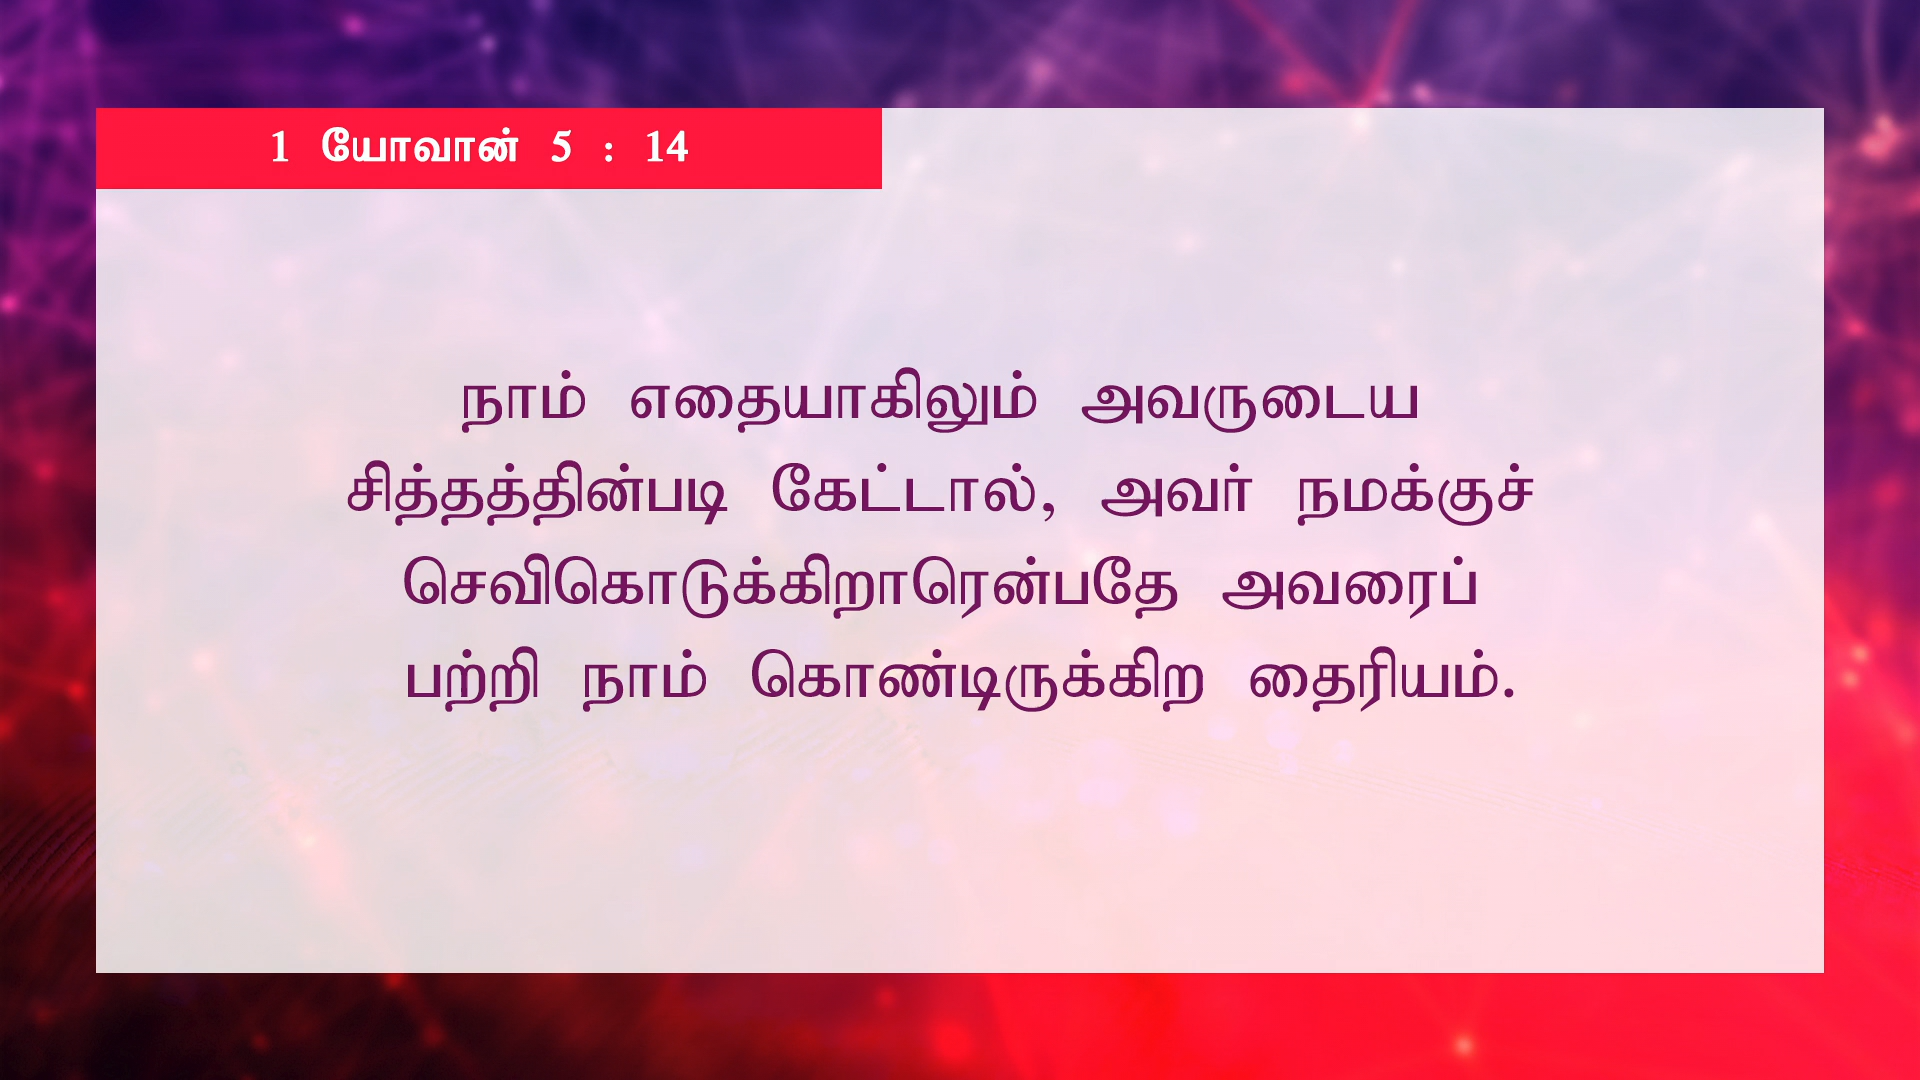 1 யோவான் 5 : 14
நாம் எதையாகிலும் அவருடைய
சித்தத்தின்படி கேட்டால், அவர் நமக்குச்
செவிகொடுக்கிறாரென்பதே அவரைப்
பற்றி நாம் கொண்டிருக்கிற தைரியம்.